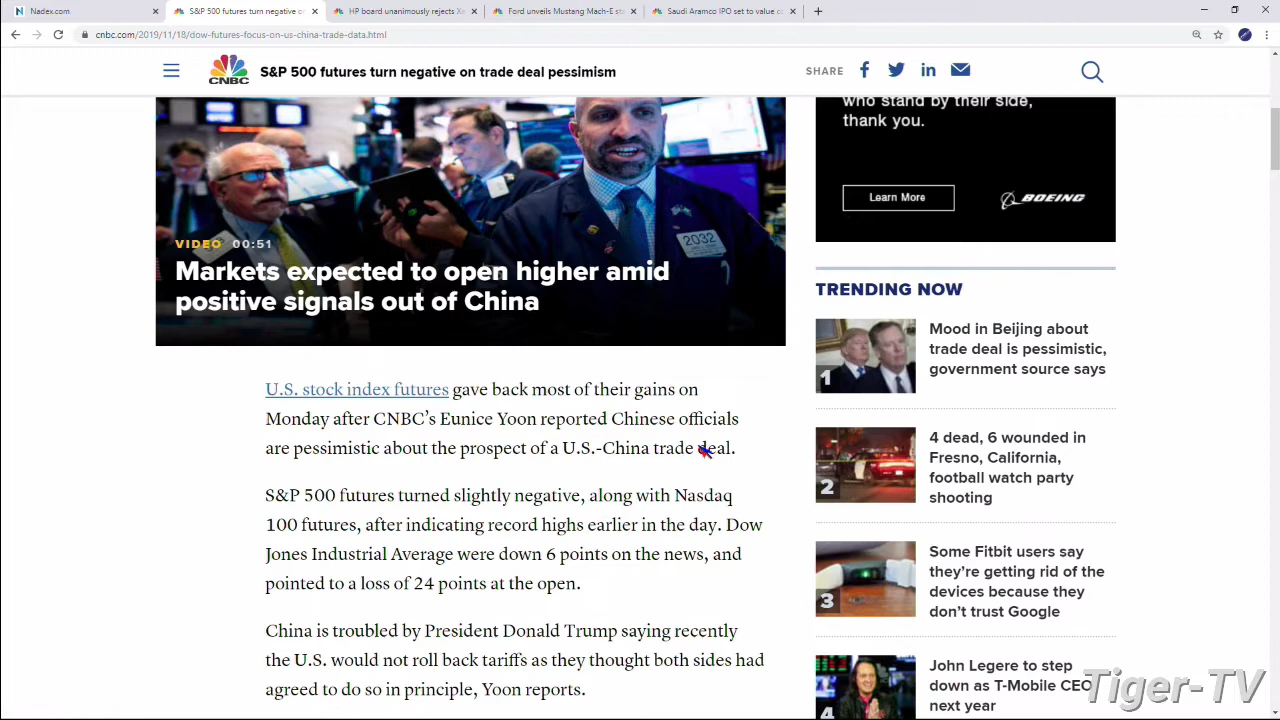 Nadex.com
S&P 500 futures turn negative on
HP board unanimously rejects Xe
Ford unveils Mustang Mach-E ste
Saudi Aramco IPO set to value co
cnbc.com/2019/11/18/dow-futures-focus-on-us-china-trade-data.html
CNBC
S&P 500 futures turn negative on trade deal pessimism
SHARE
2032
VIDEO 00:51
Markets expected to open higher amid
positive signals out of China
U.S. stock index futures gave back most of their gains on
Monday after CNBC’s Eunice Yoon reported Chinese officials
are pessimistic about the prospect of a U.S.-China trade deal.
S&P 500 futures turned slightly negative, along with Nasdaq
100 futures, after indicating record highs earlier in the day. Dow
Jones Industrial Average were down 6 points on the news, and
pointed to a loss of 24 points at the open.
China is troubled by President Donald Trump saying recently
the U.S. would not roll back tariffs as they thought both sides had
agreed to do so in principle, Yoon reports.
who stand by their side,
thank you.
Learn More
BOEING
TRENDING NOW
1
Mood in Beijing about
trade deal is pessimistic,
government source says
2
4 dead, 6 wounded in
Fresno, California,
football watch party
shooting
3
Some Fitbit users say
they’re getting rid of the
devices because they
don’t trust Google
4
John Legere to step
down as T-Mobile CEO
next year
Tiger-TV